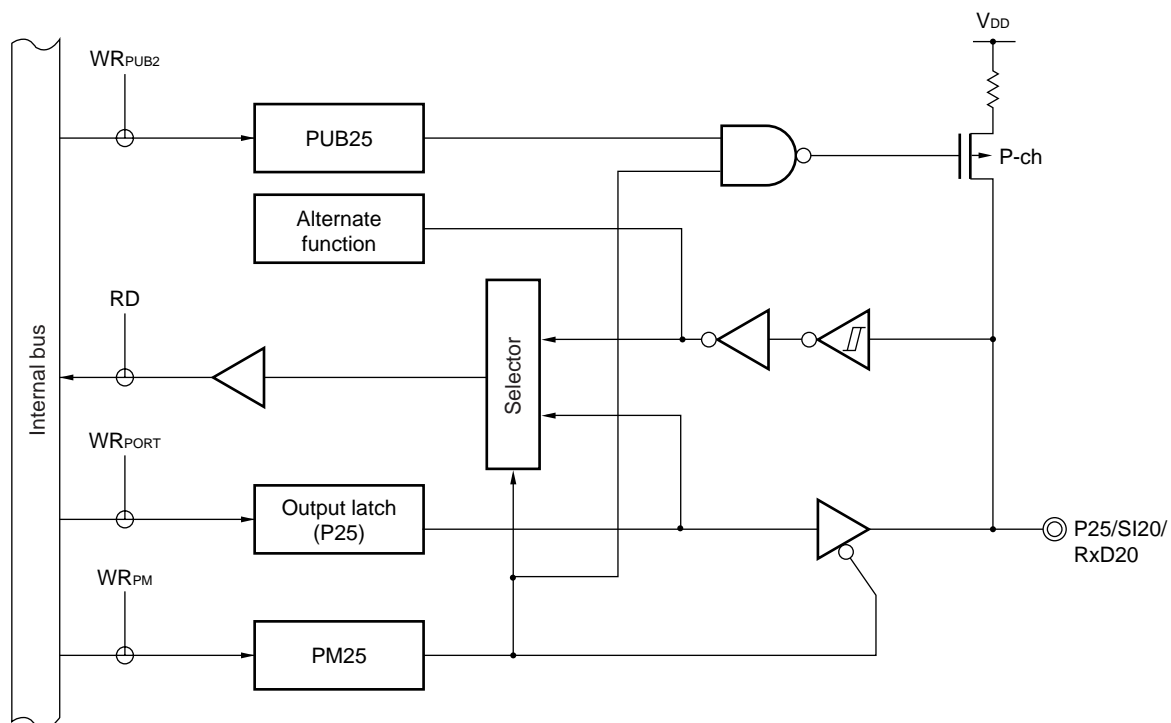 VDD
WRPUB2
PUB25
P-ch
Alternate
function
RD
Internal bus
Selector
WRPORT
Output latch
(P25)
P25/SI20/
RxD20
WRPM
PM25